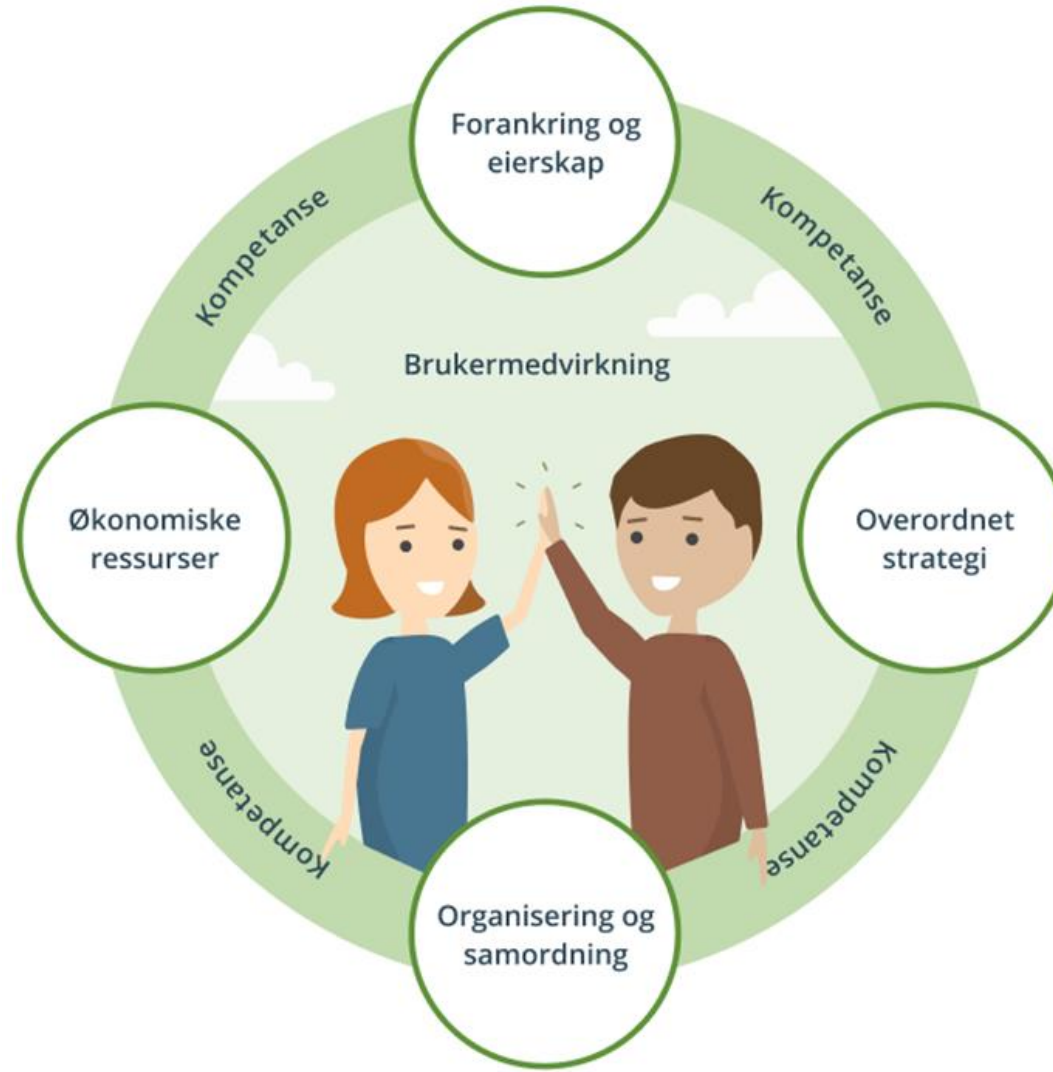 Forankring og
eierskap
Kompetanse
Kompetanse
Brukermedvirkning
Økonomiske
ressurser
Overordnet
strategi
Kompetanse
Kompetanse
Organisering og
samordning